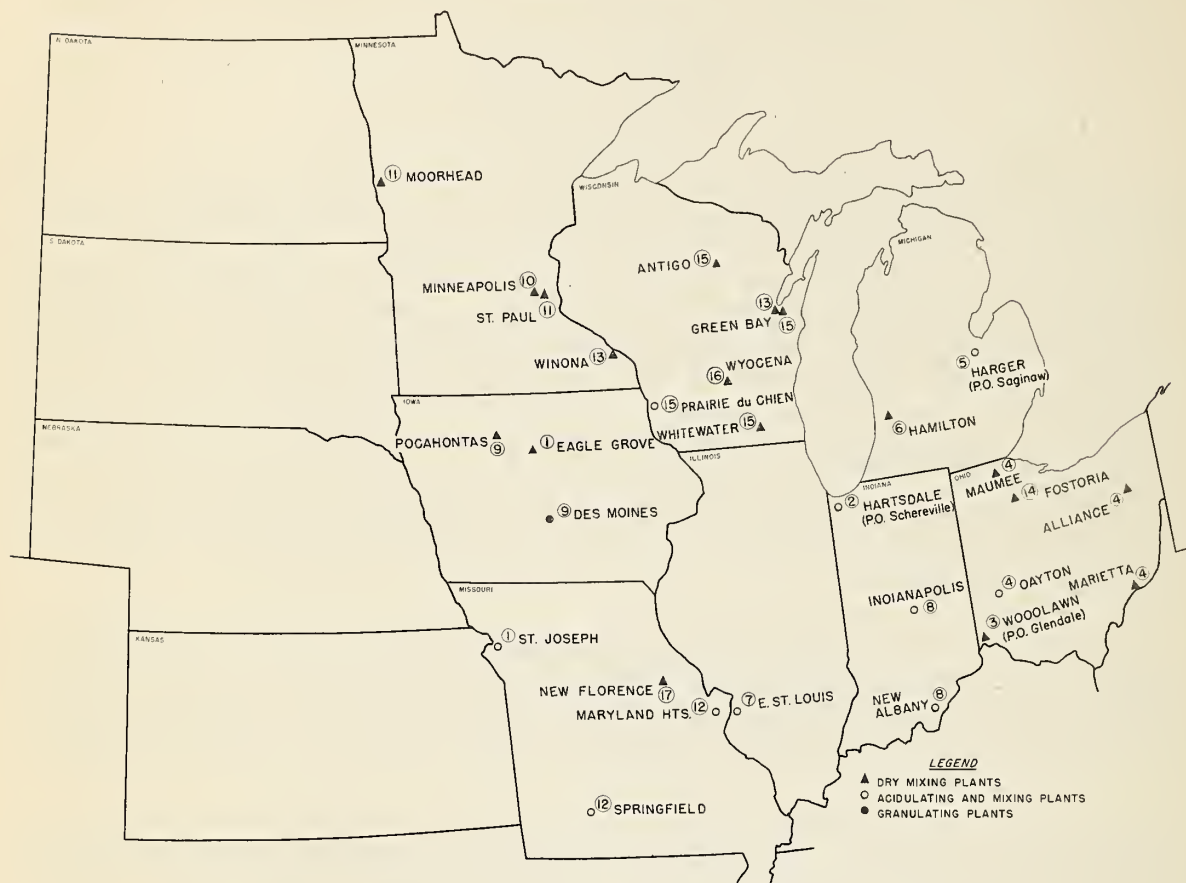 N. DAKOTA
MINNESOTA
⑪ MOORHEAD
S. DAKOTA
MINNEAPOLIS ⑩
ST. PAUL ⑪
WINONA ⑬
WISCONSIN
ANTIGO ⑮
⑬
GREEN BAY ⑮
WYOCENA
⑯
⑮ PRAIRIE du CHIEN
WHITEWATER ⑮
MICHIGAN
⑤ HARGER
(P.O. Saginaw)
⑥ HAMILTON
NEBRASKA
IOWA
POCAHONTAS ⑨
① EAGLE GROVE
⑨ DES MOINES
ILLINOIS
INDIANA
② HARTSDALE
(P.O. Schereville)
INDIANAPOLIS
⑧
NEW
ALBANY ⑧
OHIO
④
MAUMEE
⑭ FOSTORIA
ALLIANCE ④
④ OAYTON
MARIETTA ④
③ WOOOLAWN
(P.O. Glendale)
KANSAS
MISSOURI
① ST. JOSEPH
NEW FLORENCE
⑰
MARYLAND HTS. ⑫
⑦ E. ST. LOUIS
⑫ SPRINGFIELD
LEGEND
▲ DRY MIXING PLANTS
○ ACIDULATING AND MIXING PLANTS
● GRANULATING PLANTS